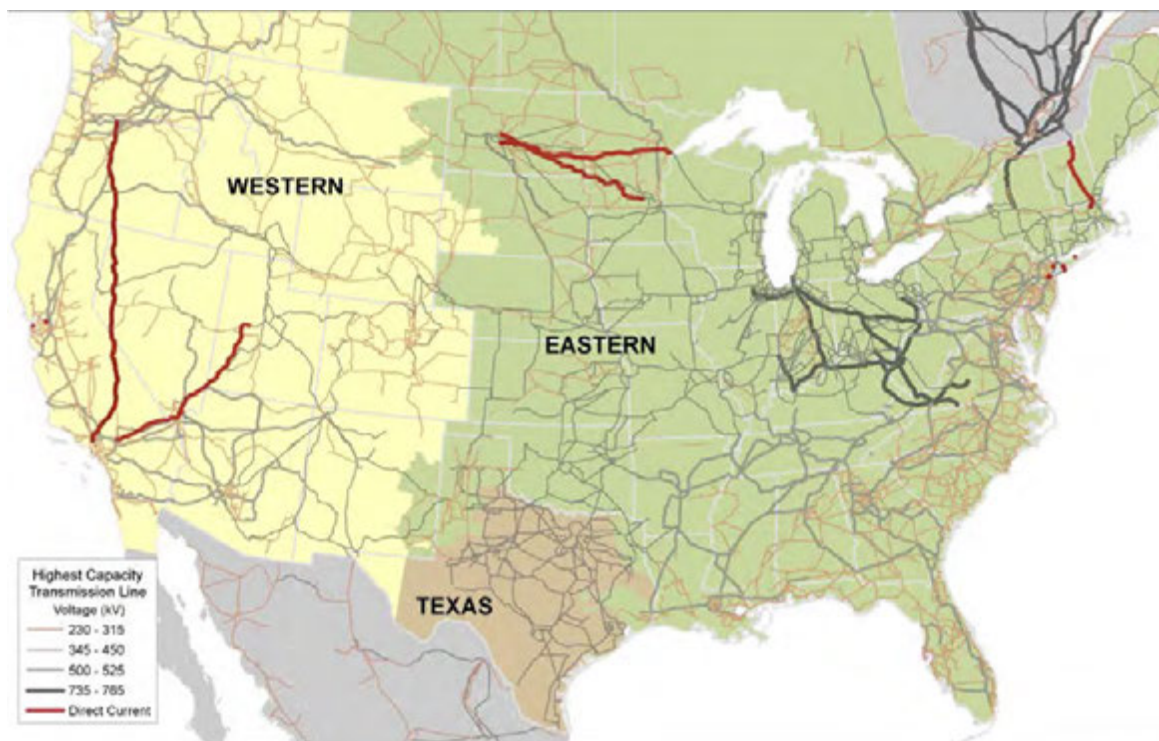 WESTERN
EASTERN
TEXAS
Highest Capacity
Transmission Line
Voltage (kV)
230 - 315
345 - 450
500 - 525
735 - 765
Direct Current